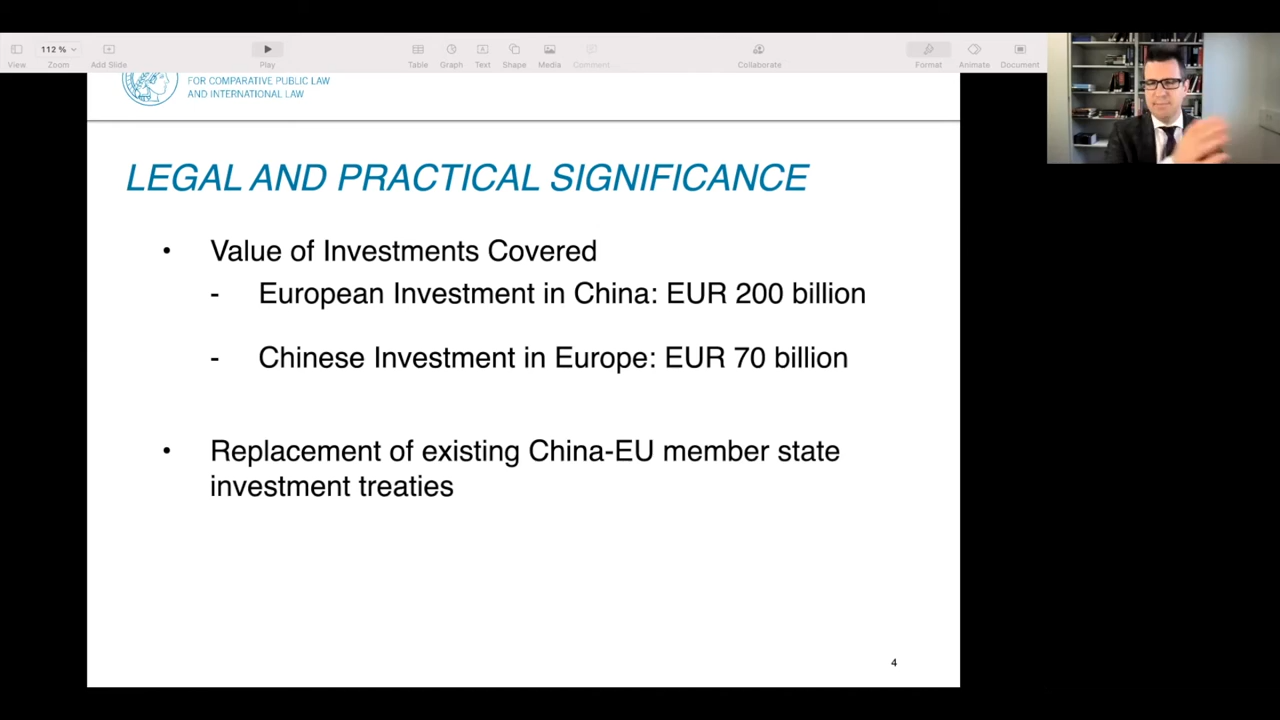 112 %
View
Zoom
Add Slide
Play
Table
Graph
Text
Shape
Media
Comment
Collaborate
Format
Animate
Document
FOR COMPARATIVE PUBLIC LAW
AND INTERNATIONAL LAW
LEGAL AND PRACTICAL SIGNIFICANCE
• Value of Investments Covered
- European Investment in China: EUR 200 billion
- Chinese Investment in Europe: EUR 70 billion
• Replacement of existing China-EU member state
investment treaties
4